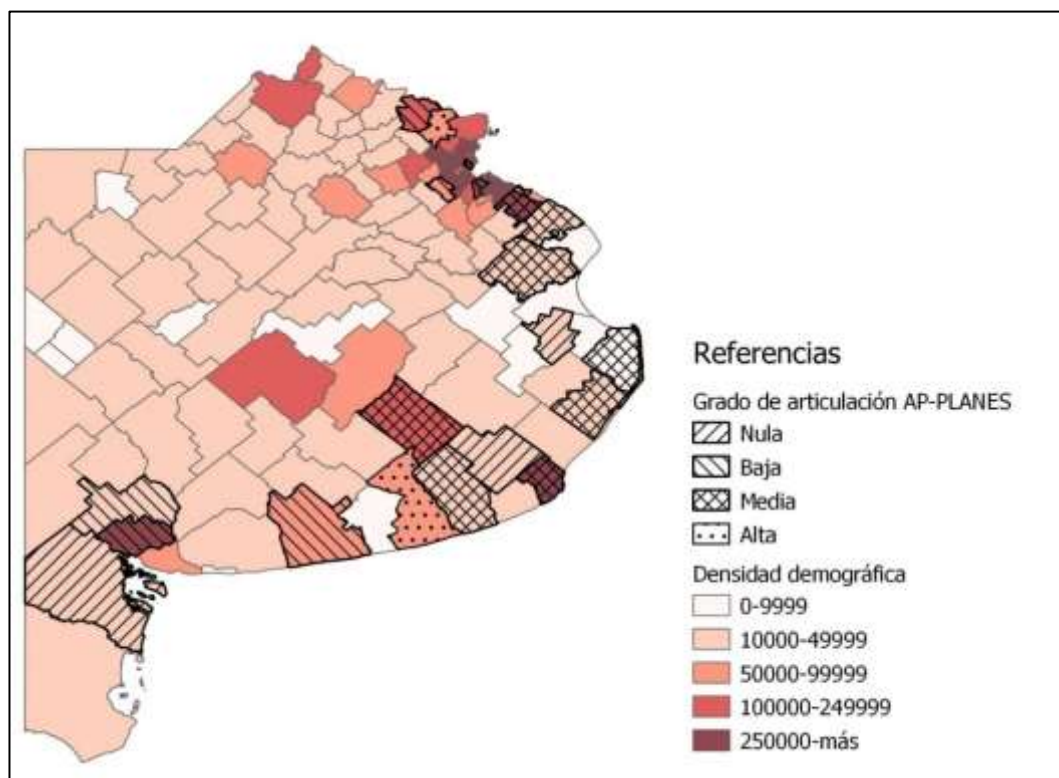 Referencias
Grado de articulación AP-PLANES
Nula
Baja
Media
Alta
Densidad demográfica
0-9999
10000-49999
50000-99999
100000-249999
250000-más